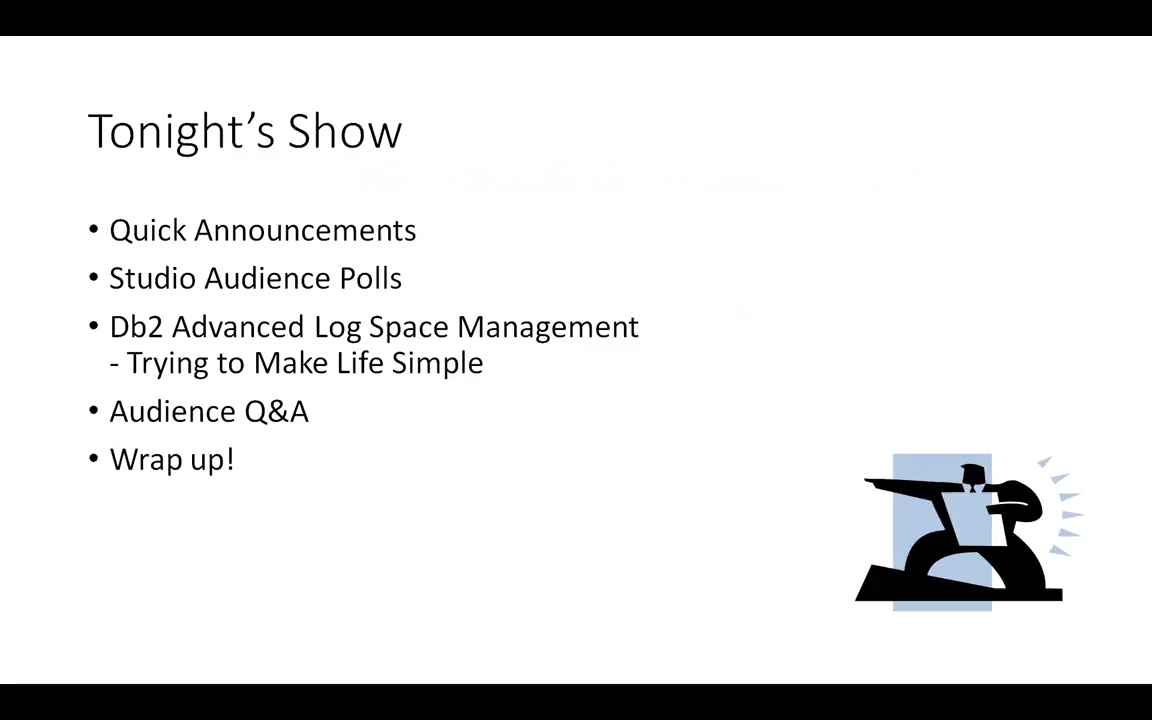 Tonight’s Show
• Quick Announcements
• Studio Audience Polls
• Db2 Advanced Log Space Management
- Trying to Make Life Simple
• Audience Q&A
• Wrap up!